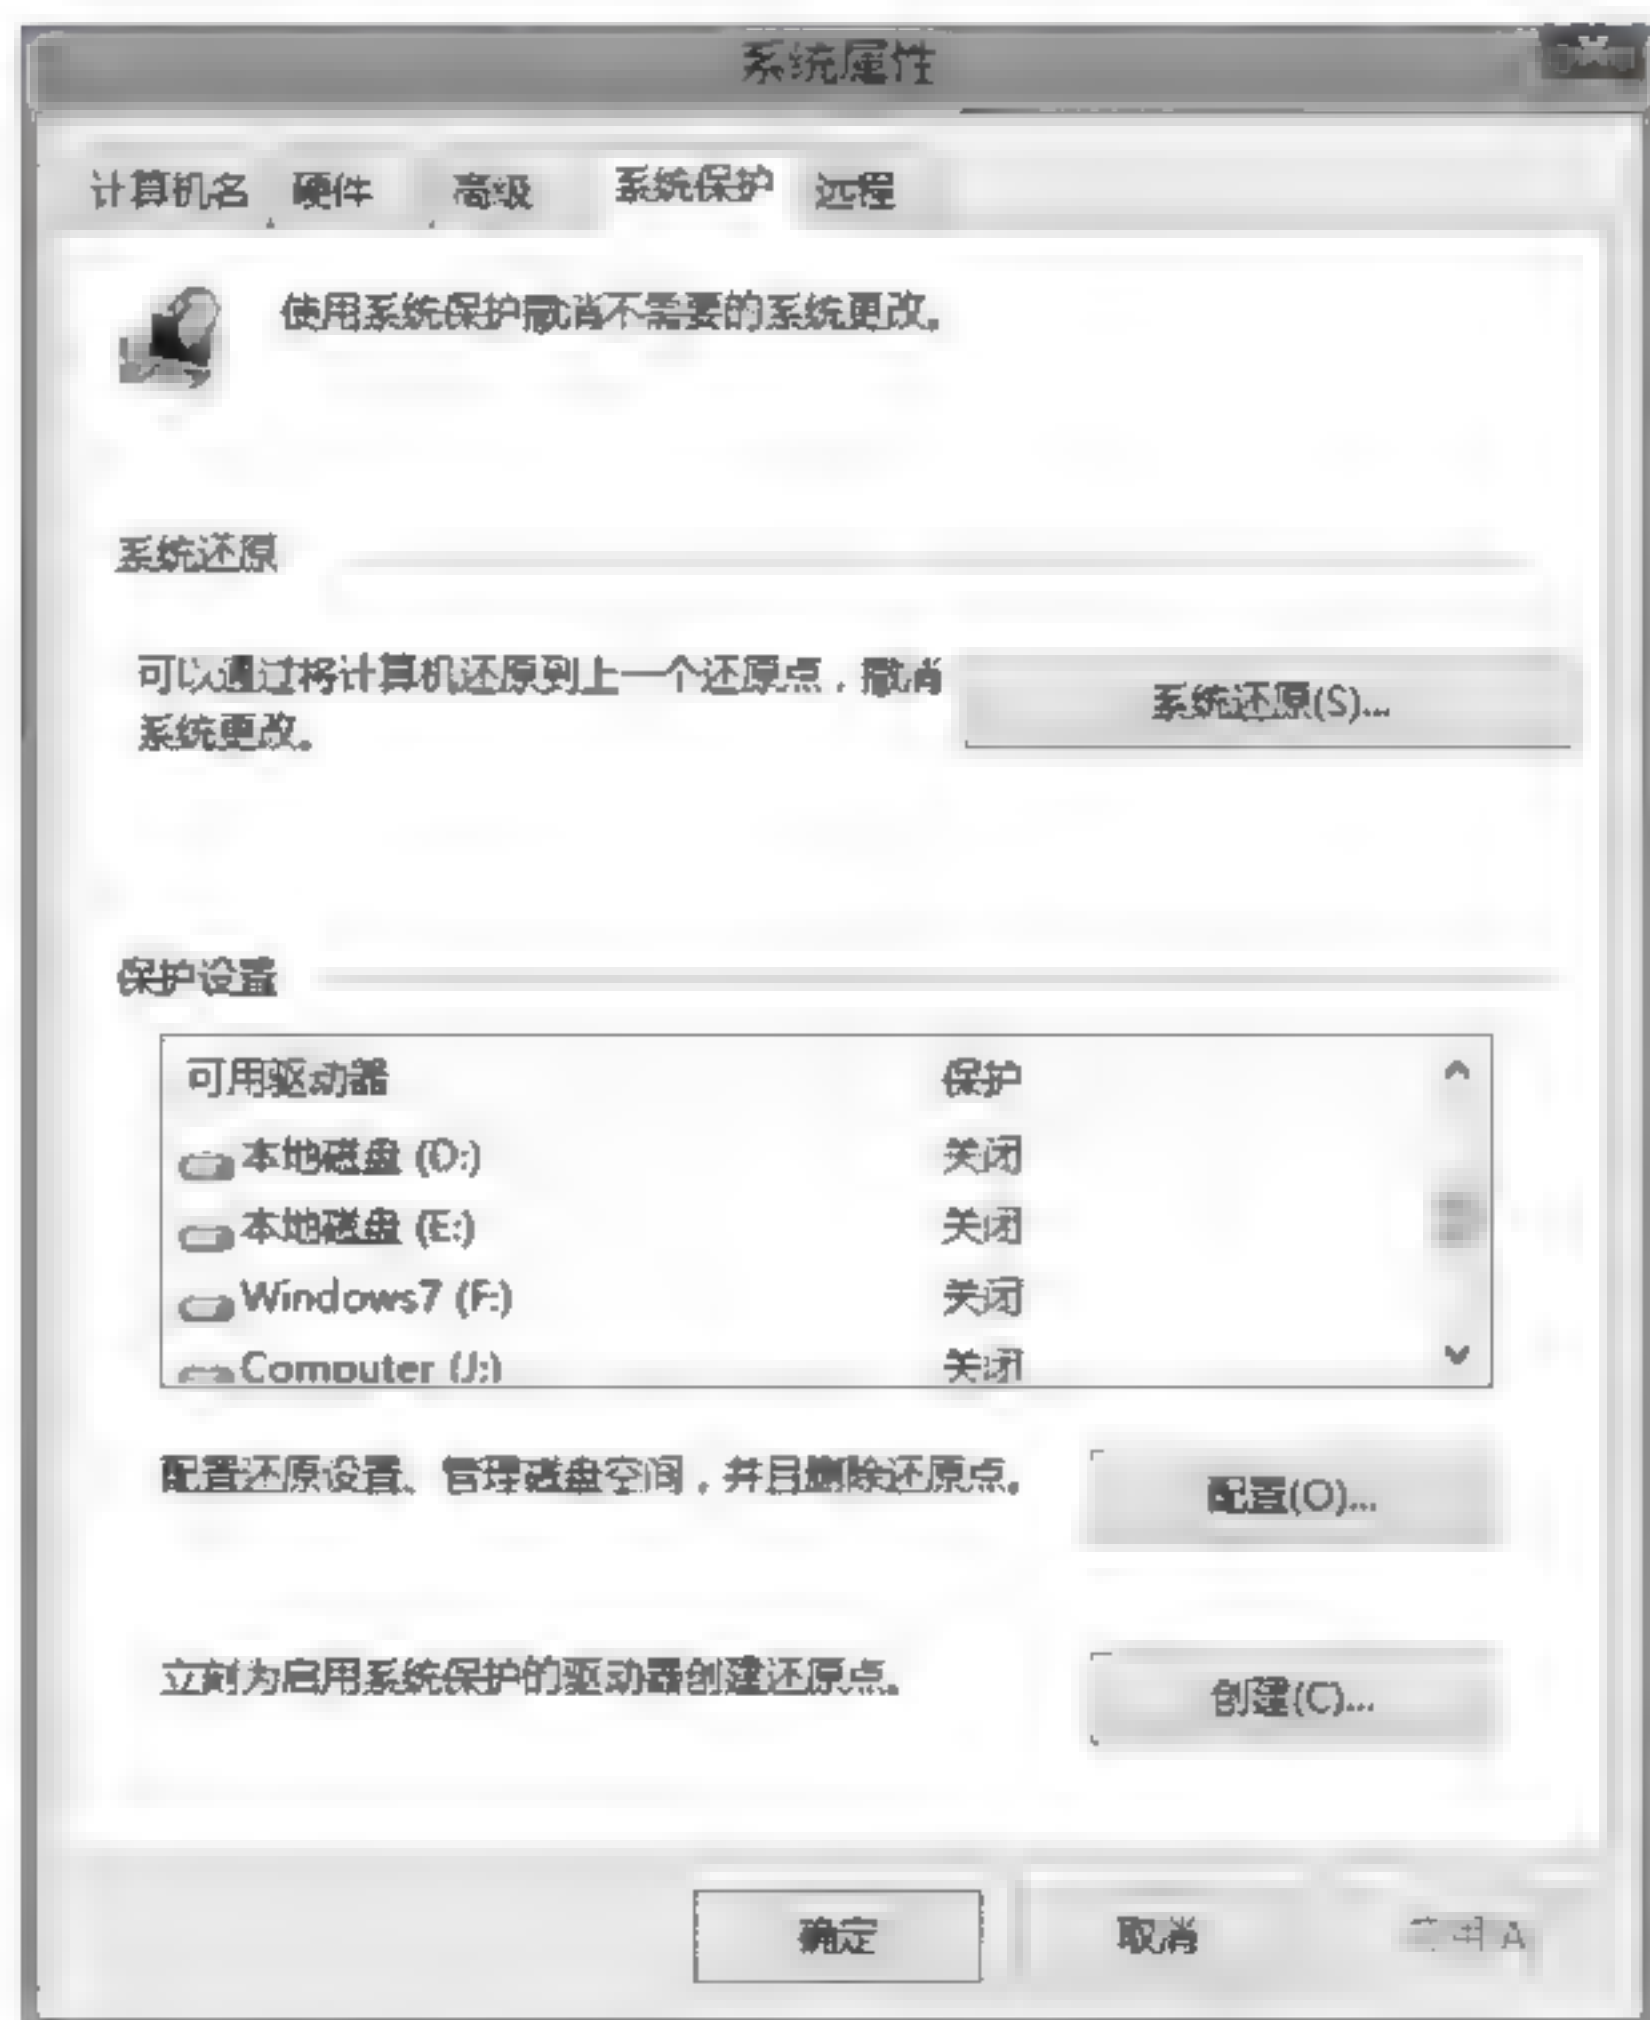 系统属性
计算机名 硬件 高级 系统保护 远程
使用系统保护撤消不需要的系统更改。
系统还原
可以通过将计算机还原到上一个还原点，撤消
系统更改。
系统还原(S)...
保护设置
可用驱动器 保护
本地磁盘 (D:) 关闭
本地磁盘 (E:) 关闭
Windows7 (F:) 关闭
Computer (J:) 关闭
配置还原设置、管理磁盘空间，并且删除还原点。
配置(O)...
立刻为启用系统保护的驱动器创建还原点。
创建(C)...
确定 取消